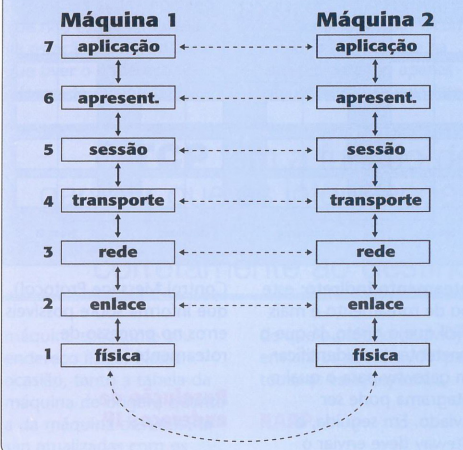 Máquina 1 Máquina 2
7 aplicação aplicação
6 apresent. apresent.
5 sessão sessão
4 transporte transporte
3 rede rede
2 enlace enlace
1 física física